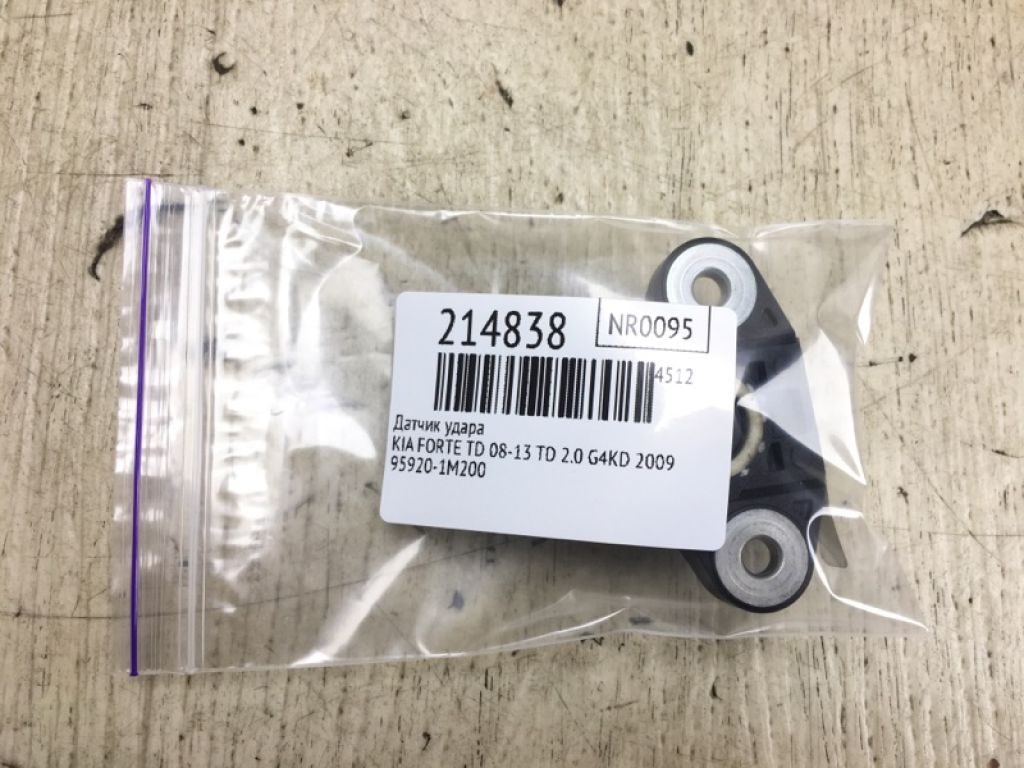 214838
NR0095
4512
Датчик удара
KIA FORTE TD 08-13 TD 2.0 G4KD 2009
95920-1M200